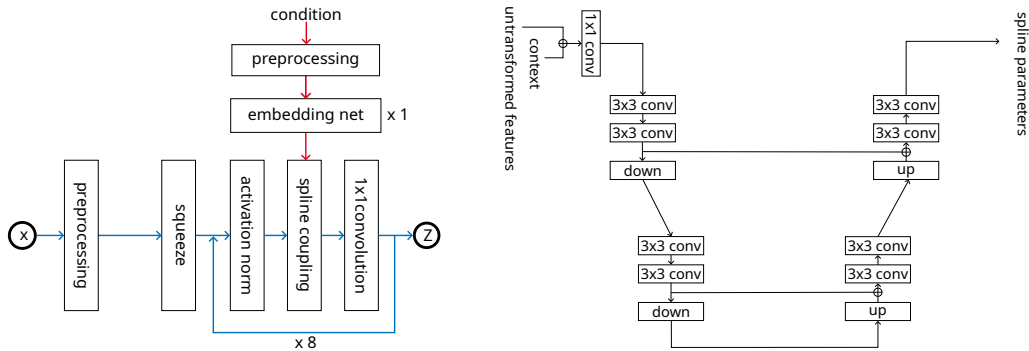 condition
preprocessing
embedding net
x 1
x
preprocessing
squeeze
activation norm
spline coupling
1x1convolution
Z
x 8
untransformed features
context
1x1 conv
3x3 conv
3x3 conv
down
3x3 conv
3x3 conv
down
spline parameters
3x3 conv
3x3 conv
up
3x3 conv
3x3 conv
up